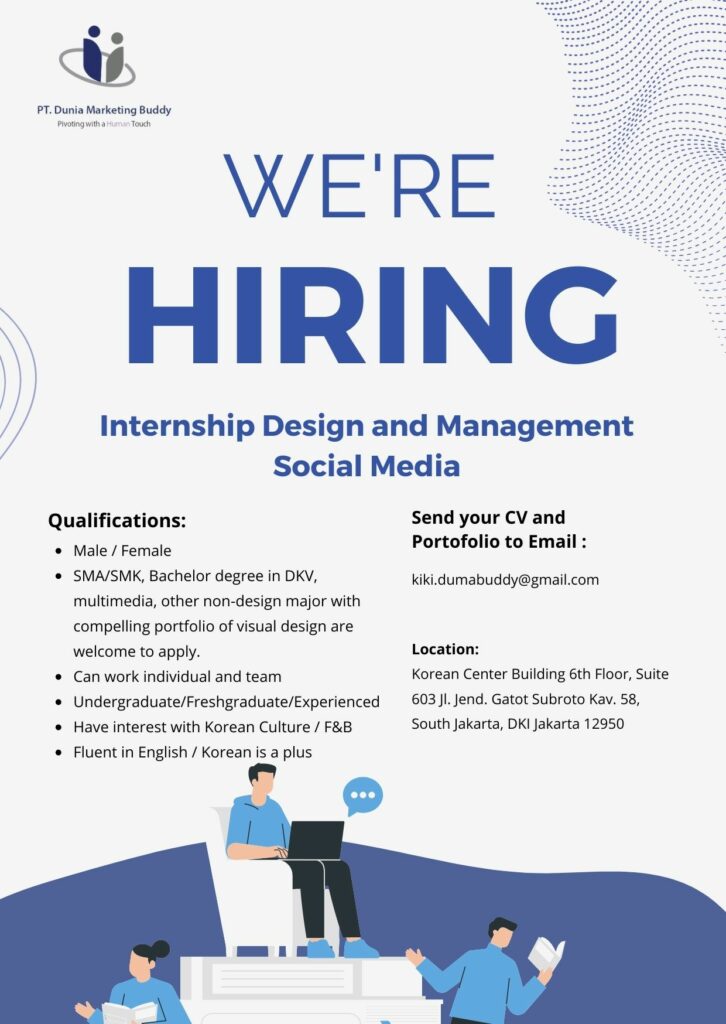 PT. Dunia Marketing Buddy
Pivoting with a Human Touch
WE'RE
HIRING
Internship Design and Management
Social Media
Qualifications:
• Male / Female
• SMA/SMK, Bachelor degree in DKV,
multimedia, other non-design major with
compelling portfolio of visual design are
welcome to apply.
• Can work individual and team
• Undergraduate/Freshgraduate/Experienced
• Have interest with Korean Culture / F&B
• Fluent in English / Korean is a plus
Send your CV and
Portofolio to Email :
kiki.dumabuddy@gmail.com
Location:
Korean Center Building 6th Floor, Suite
603 Jl. Jend. Gatot Subroto Kav. 58,
South Jakarta, DKI Jakarta 12950